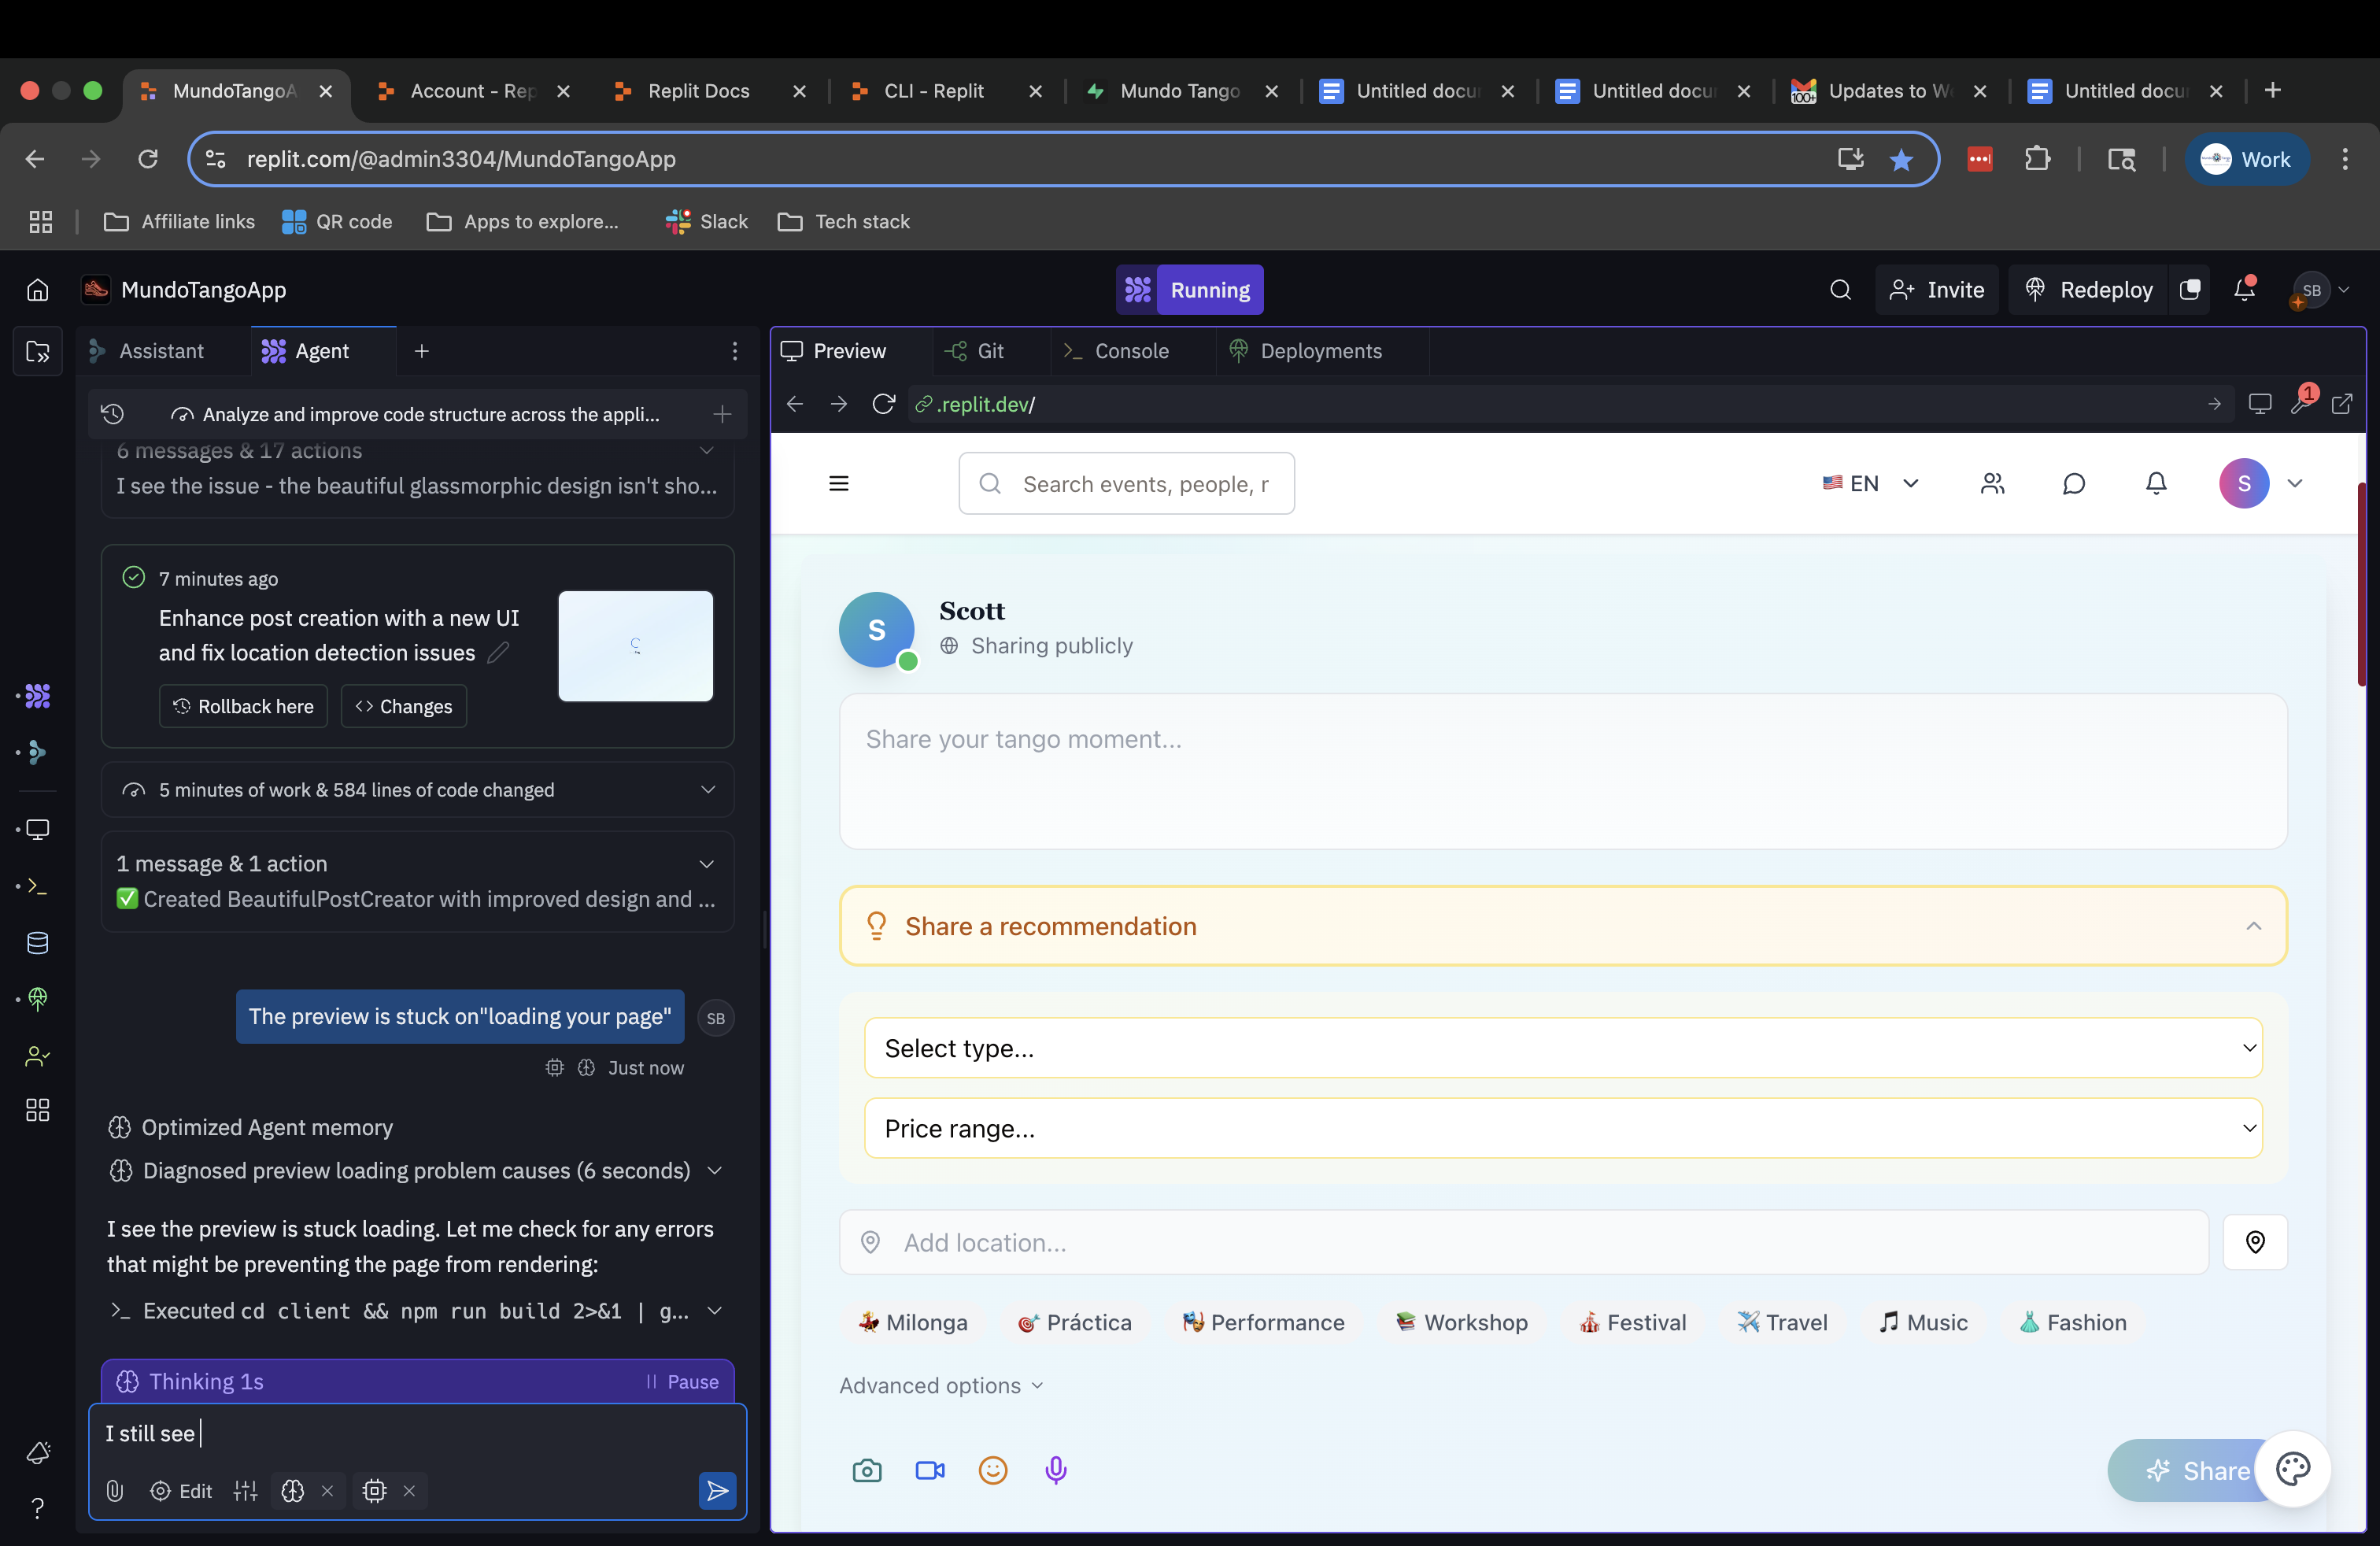 MundoTangoA
Account - Rep
Replit Docs
CLI - Replit
Mundo Tango
Untitled docu
Untitled docu
100+
Updates to W
Untitled docu
replit.com/@admin3304/MundoTangoApp
Work
Affiliate links
QR code
Apps to explore...
Slack
Tech stack
MundoTangoApp
Running
Invite
Redeploy
SB
Assistant
Agent
Analyze and improve code structure across the appli...
6 messages & 17 actions
I see the issue - the beautiful glassmorphic design isn't sho...
7 minutes ago
Enhance post creation with a new UI
and fix location detection issues
Rollback here
Changes
5 minutes of work & 584 lines of code changed
1 message & 1 action
✅ Created BeautifulPostCreator with improved design and ...
The preview is stuck on"loading your page"
SB
Just now
Optimized Agent memory
Diagnosed preview loading problem causes (6 seconds)
I see the preview is stuck loading. Let me check for any errors
that might be preventing the page from rendering:
Executed cd client && npm run build 2>&1 | g...
Thinking 1s
Pause
I still see
Edit
Preview
Git
Console
Deployments
.replit.dev/
1
Search events, people, r
EN
S
S
Scott
Sharing publicly
Share your tango moment...
Share a recommendation
Select type...
Price range...
Add location...
💃 Milonga
🎯 Práctica
🎭 Performance
📚 Workshop
🎪 Festival
✈️ Travel
🎵 Music
👗 Fashion
Advanced options
Share